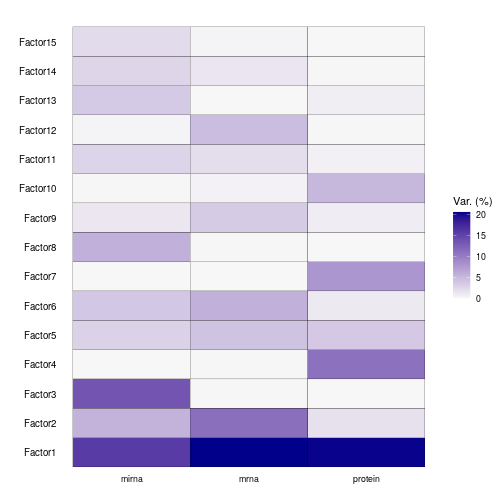 Factor15
Factor14
Factor13
Factor12
Factor11
Factor10
Factor9
Factor8
Factor7
Factor6
Factor5
Factor4
Factor3
Factor2
Factor1
mirna mrna protein
Var. (%)
20
15
10
5
0